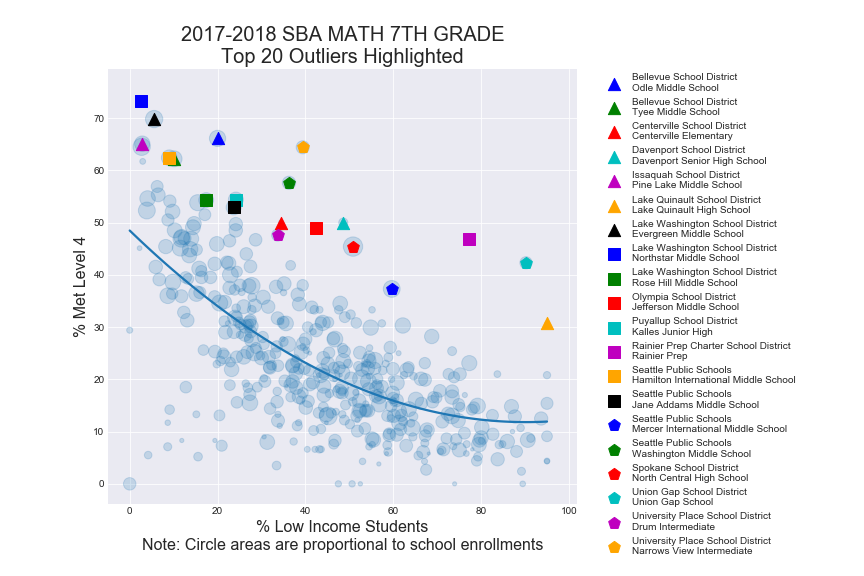 2017-2018 SBA MATH 7TH GRADE
Top 20 Outliers Highlighted
% Met Level 4
70
60
50
40
30
20
10
0
0
20
40
60
80
100
% Low Income Students
Note: Circle areas are proportional to school enrollments
Bellevue School District
Odle Middle School
Bellevue School District
Tyee Middle School
Centerville School District
Centerville Elementary
Davenport School District
Davenport Senior High School
Issaquah School District
Pine Lake Middle School
Lake Quinault School District
Lake Quinault High School
Lake Washington School District
Evergreen Middle School
Lake Washington School District
Northstar Middle School
Lake Washington School District
Rose Hill Middle School
Olympia School District
Jefferson Middle School
Puyallup School District
Kalles Junior High
Rainier Prep Charter School District
Rainier Prep
Seattle Public Schools
Hamilton International Middle School
Seattle Public Schools
Jane Addams Middle School
Seattle Public Schools
Mercer International Middle School
Seattle Public Schools
Washington Middle School
Spokane School District
North Central High School
Union Gap School District
Union Gap School
University Place School District
Drum Intermediate
University Place School District
Narrows View Intermediate